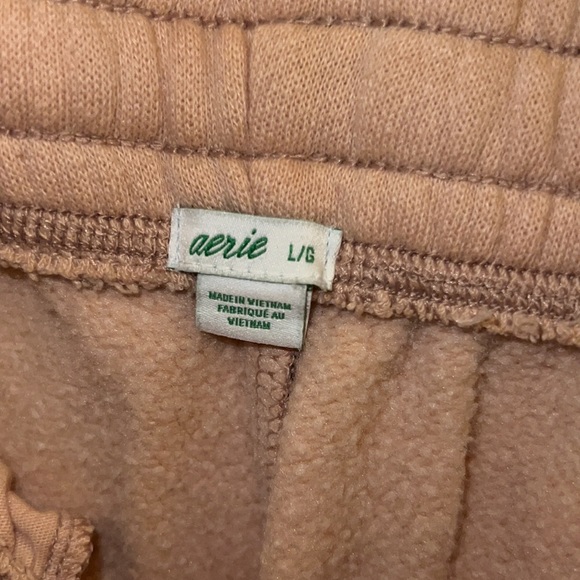 aerie L/G
MADE IN VIETNAM
FABRIQUÉ AU
VIETNAM